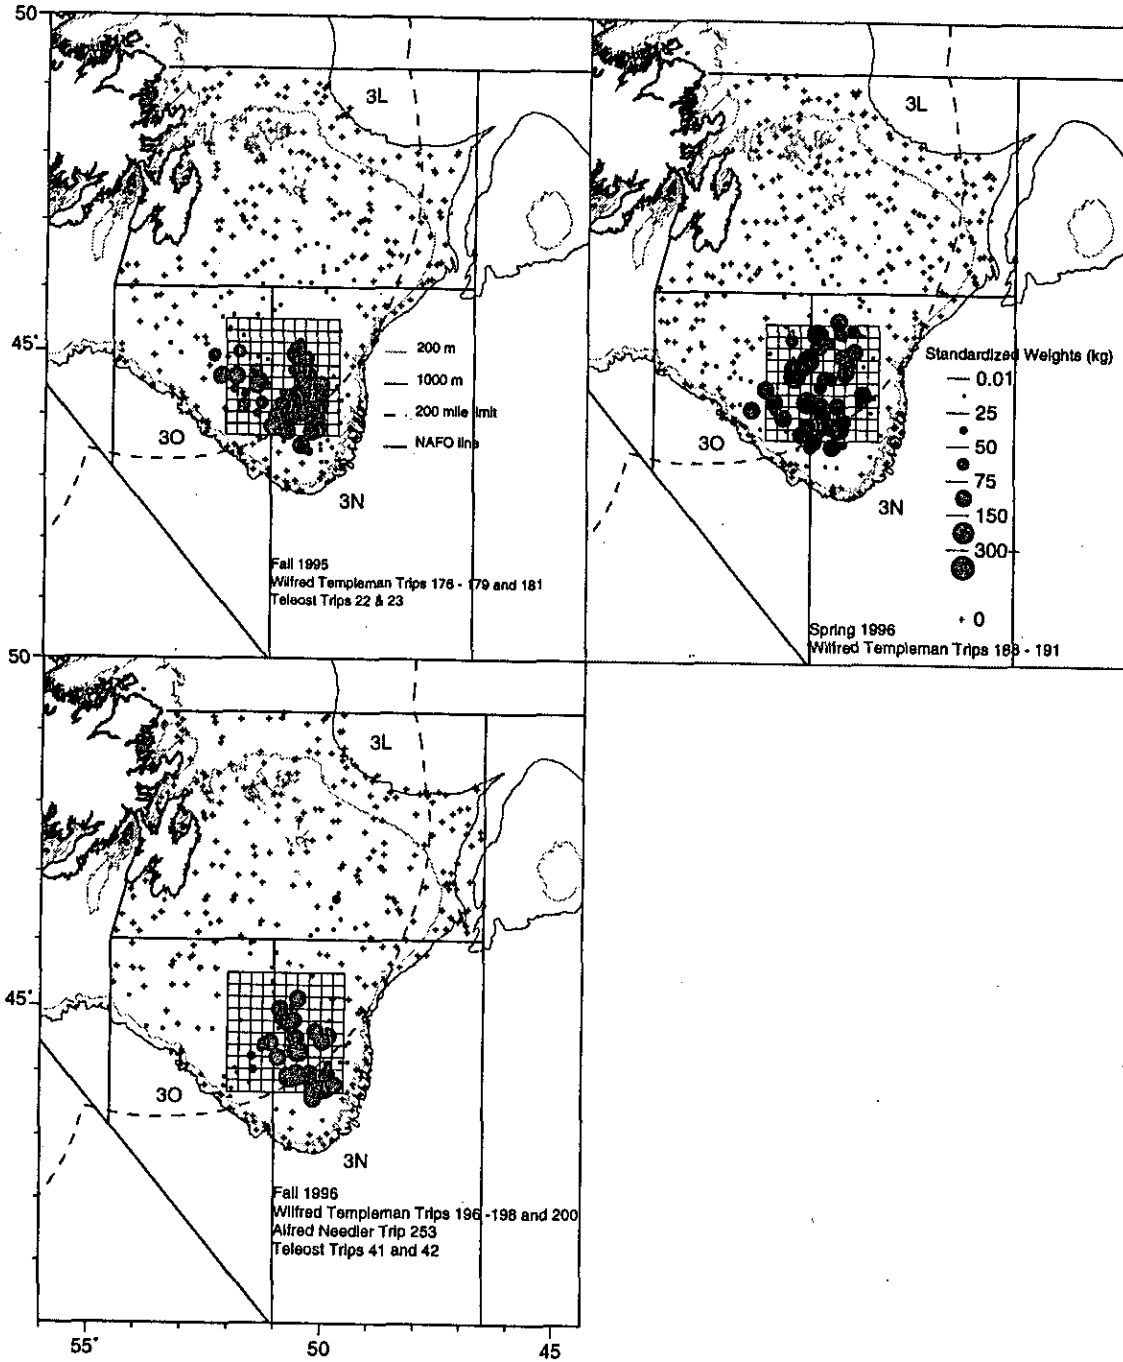 50
3L
45°
200 m
1000 m
200 mile limit
NAFO line
3O
3N
Fall 1995
Wilfred Templeman Trips 176 - 179 and 181
Teleost Trips 22 & 23
3L
3O
3N
Standardized Weights (kg)
0.01
25
50
75
150
300
0
Spring 1996
Wilfred Templeman Trips 188 - 191
50
3L
45°
3O
3N
Fall 1996
Wilfred Templeman Trips 196 -198 and 200
Alfred Needler Trip 253
Teleost Trips 41 and 42
55°
50
45